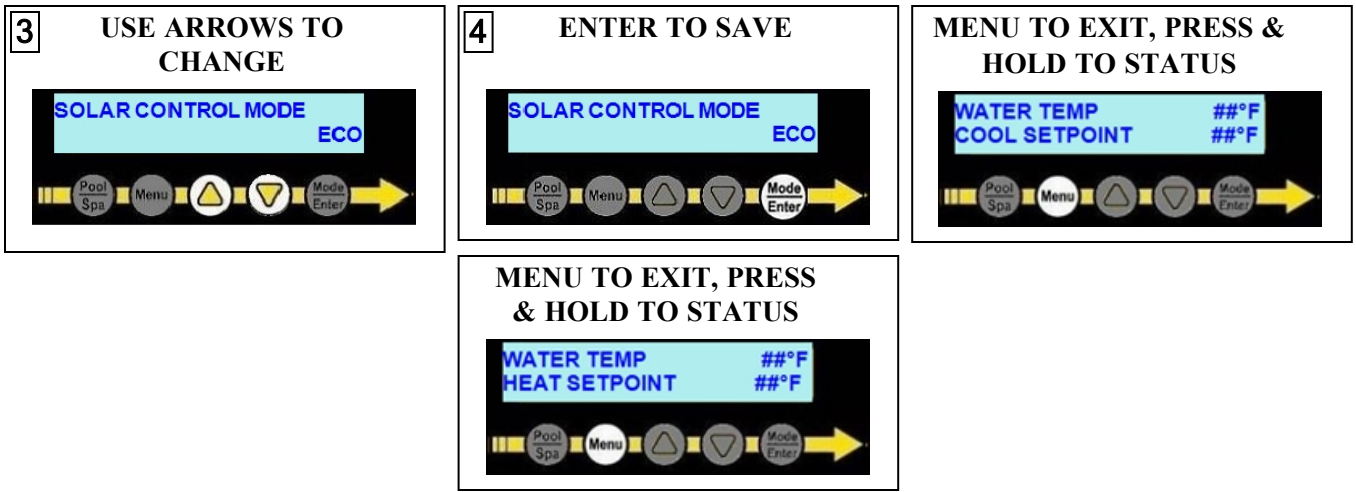 3 USE ARROWS TO
CHANGE
SOLAR CONTROL MODE
ECO
Pool
Spa
Menu
Mode
Enter
4 ENTER TO SAVE
SOLAR CONTROL MODE
ECO
Pool
Spa
Menu
Mode
Enter
MENU TO EXIT, PRESS &
HOLD TO STATUS
WATER TEMP ##°F
COOL SETPOINT ##°F
Pool
Spa
Menu
Mode
Enter
MENU TO EXIT, PRESS
& HOLD TO STATUS
WATER TEMP ##°F
HEAT SETPOINT ##°F
Pool
Spa
Menu
Mode
Enter